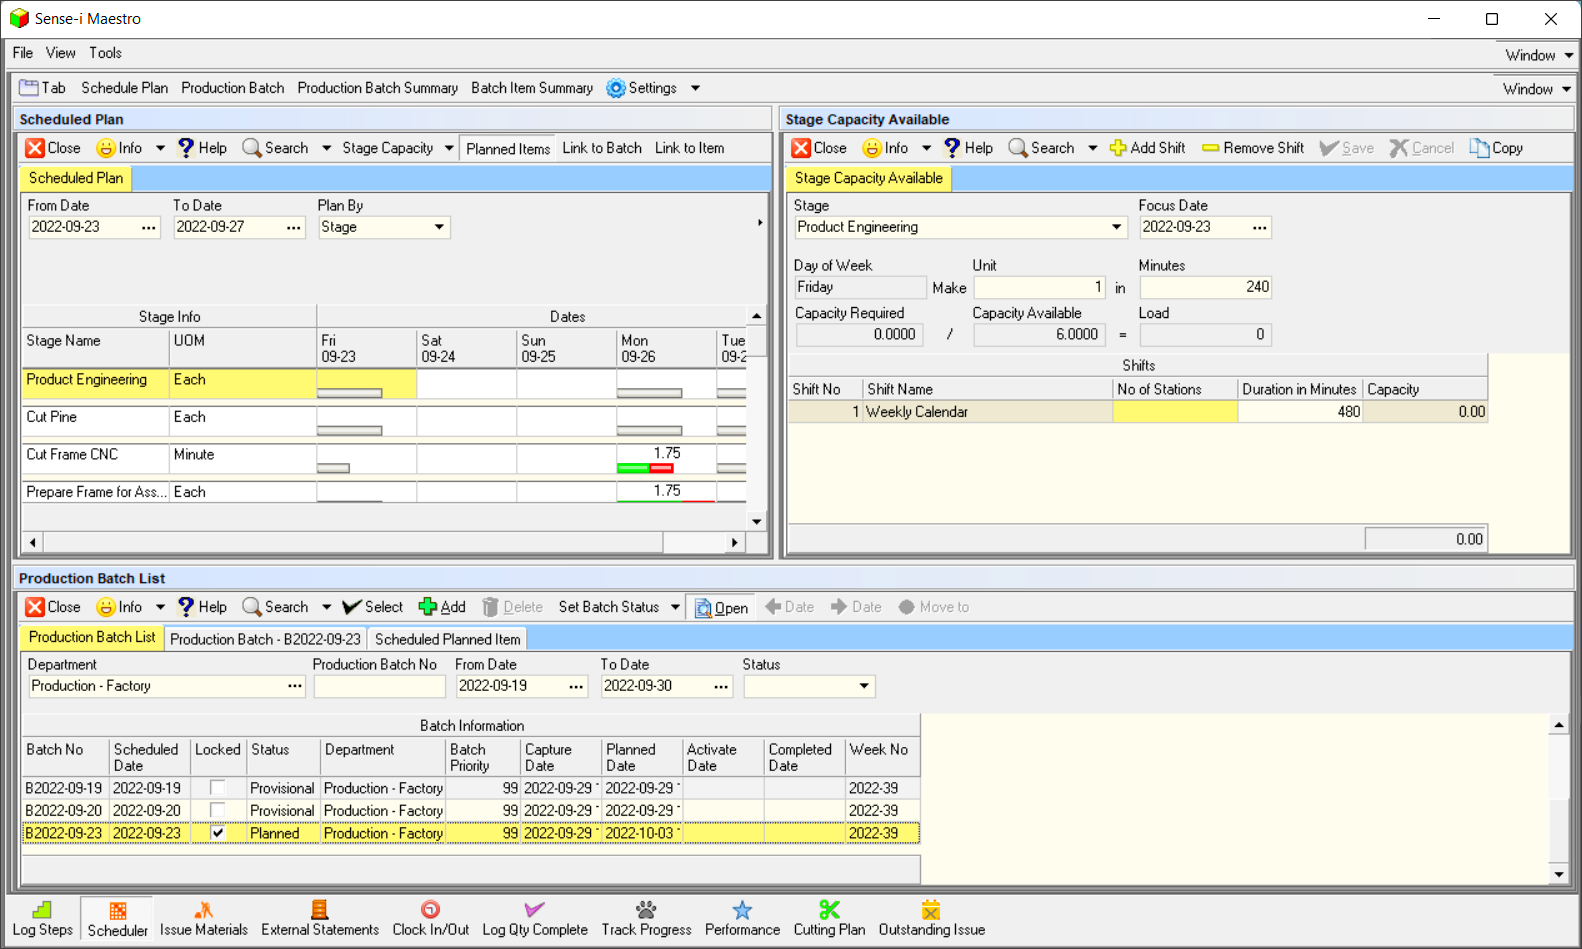 Sense-i Maestro
File View Tools Window
Tab Schedule Plan Production Batch Production Batch Summary Batch Item Summary Settings Window
Scheduled Plan
Close Info Help Search Stage Capacity Planned Items Link to Batch Link to Item
Scheduled Plan
From Date To Date Plan By
2022-09-23 ... 2022-09-27 ... Stage
Stage Info Dates
Stage Name UOM Fri 09-23 Sat 09-24 Sun 09-25 Mon 09-26 Tue 09-2
Product Engineering Each
Cut Pine Each
Cut Frame CNC Minute 1.75
Prepare Frame for Ass... Each 1.75
Stage Capacity Available
Close Info Help Search Add Shift Remove Shift Save Cancel Copy
Stage Capacity Available
Stage Focus Date
Product Engineering 2022-09-23 ...
Day of Week Unit Minutes
Friday Make 1 in 240
Capacity Required Capacity Available Load
0.0000 / 6.0000 = 0
Shifts
Shift No Shift Name No of Stations Duration in Minutes Capacity
1 Weekly Calendar 480 0.00
0.00
Production Batch List
Close Info Help Search Select Add Delete Set Batch Status Open Date Date Move to
Production Batch List Production Batch - B2022-09-23 Scheduled Planned Item
Department Production Batch No From Date To Date Status
Production - Factory ... 2022-09-19 ... 2022-09-30 ...
Batch Information
Batch No Scheduled Date Locked Status Department Batch Priority Capture Date Planned Date Activate Date Completed Date Week No
B2022-09-19 2022-09-19 Provisional Production - Factory 99 2022-09-29 2022-09-29 2022-39
B2022-09-20 2022-09-20 Provisional Production - Factory 99 2022-09-29 2022-09-29 2022-39
B2022-09-23 2022-09-23 Planned Production - Factory 99 2022-09-29 2022-10-03 2022-39
Log Steps Scheduler Issue Materials External Statements Clock In/Out Log Qty Complete Track Progress Performance Cutting Plan Outstanding Issue